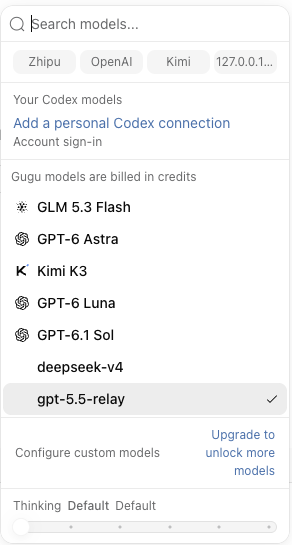 Search models...
Zhipu OpenAI Kimi 127.0.0.1...
Your Codex models
Add a personal Codex connection
Account sign-in
Gugu models are billed in credits
GLM 5.3 Flash
GPT-6 Astra
Kimi K3
GPT-6 Luna
GPT-6.1 Sol
deepseek-v4
gpt-5.5-relay
Configure custom models
Upgrade to
unlock more
models
Thinking Default Default